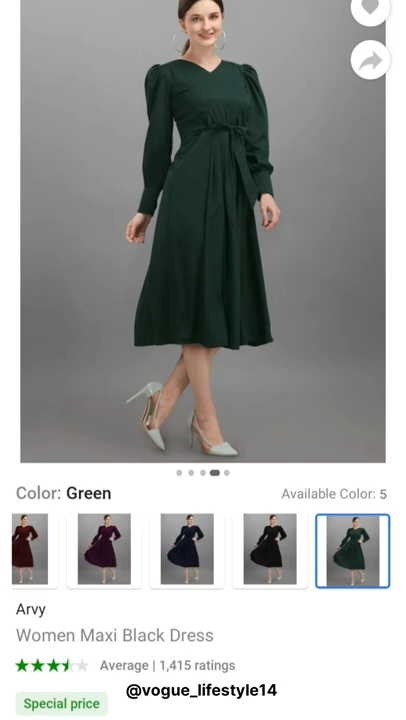 Color: Green
Available Color: 5
Arvy
Women Maxi Black Dress
Average | 1,415 ratings
@vogue_lifestyle14
Special price